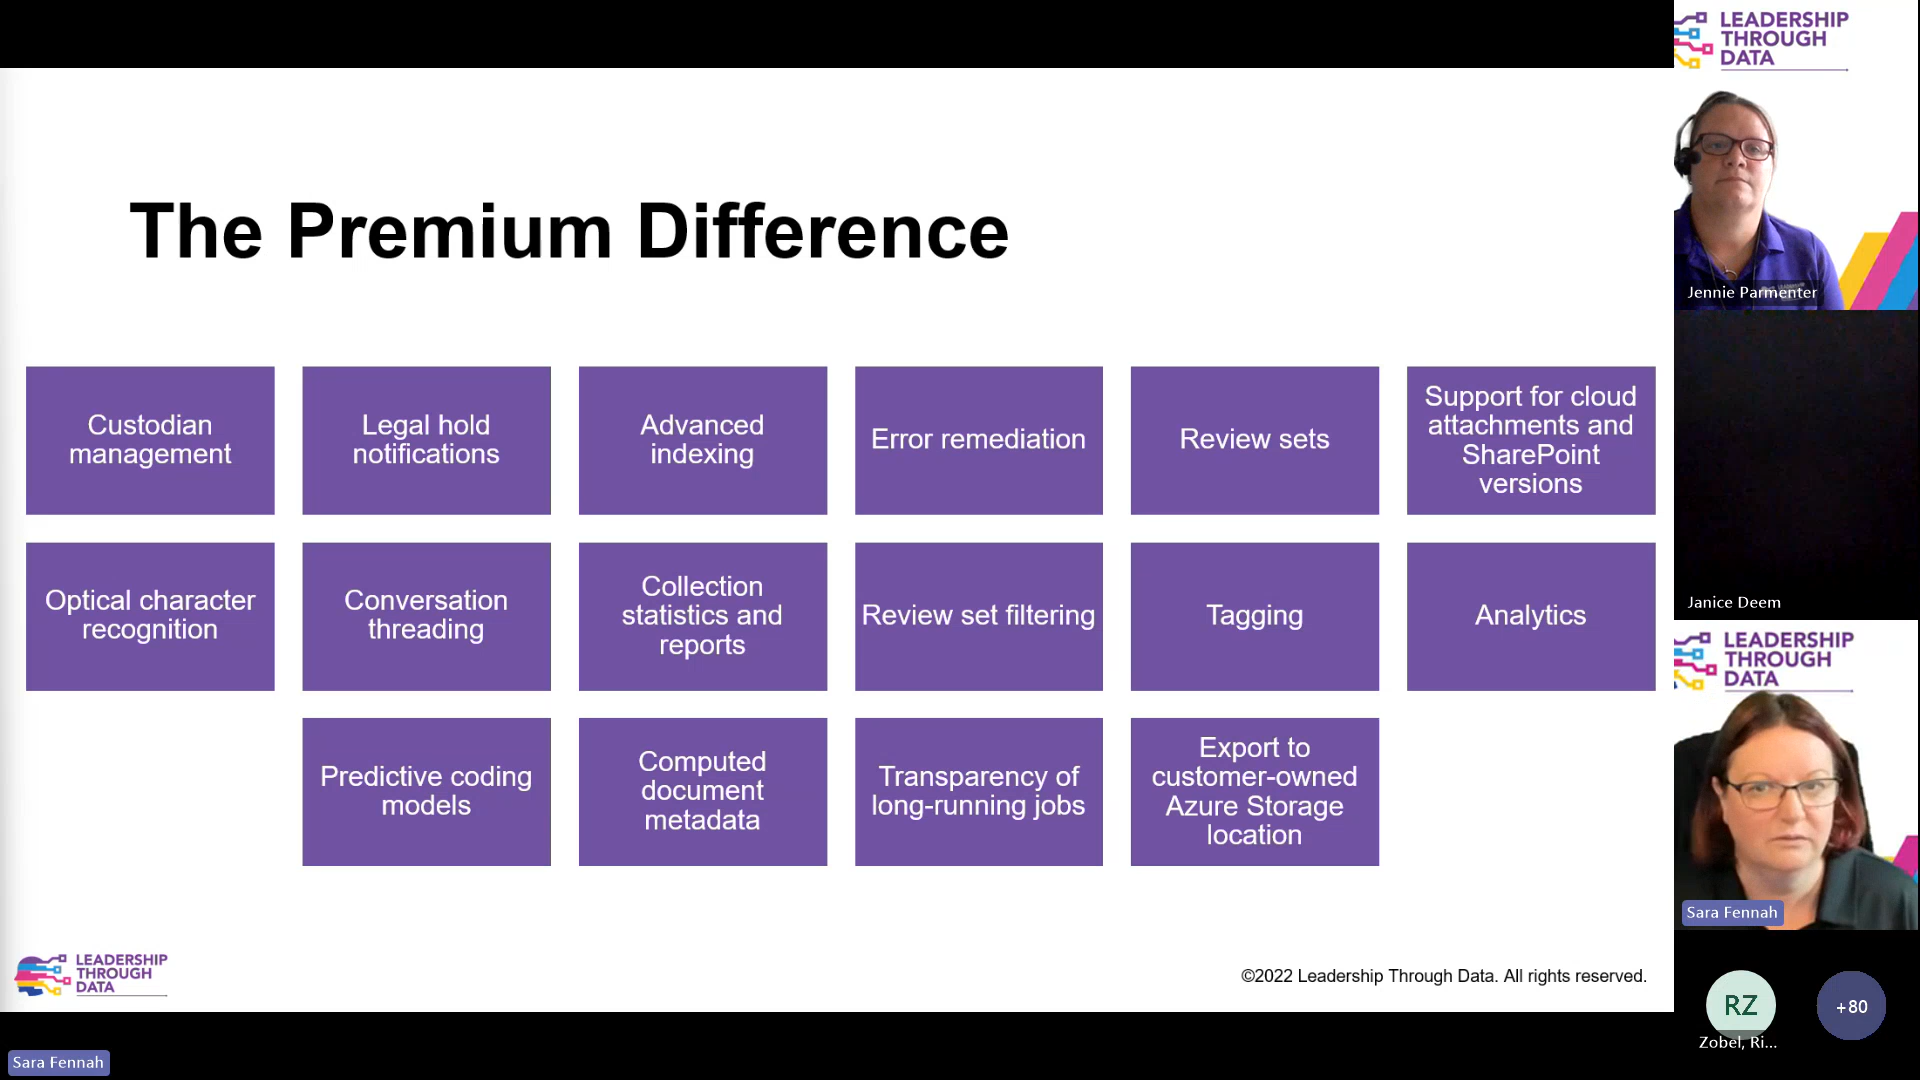 LEADERSHIP
THROUGH
DATA
The Premium Difference
Jennie Parmenter
Custodian
management
Legal hold
notifications
Advanced
indexing
Error remediation
Review sets
Support for cloud
attachments and
SharePoint
versions
Optical character
recognition
Conversation
threading
Collection
statistics and
reports
Review set filtering
Tagging
Analytics
Janice Deem
LEADERSHIP
THROUGH
DATA
Predictive coding
models
Computed
document
metadata
Transparency of
long-running jobs
Export to
customer-owned
Azure Storage
location
Sara Fennah
LEADERSHIP
THROUGH
DATA
©2022 Leadership Through Data. All rights reserved.
RZ
+80
Zobel, Ri...
Sara Fennah